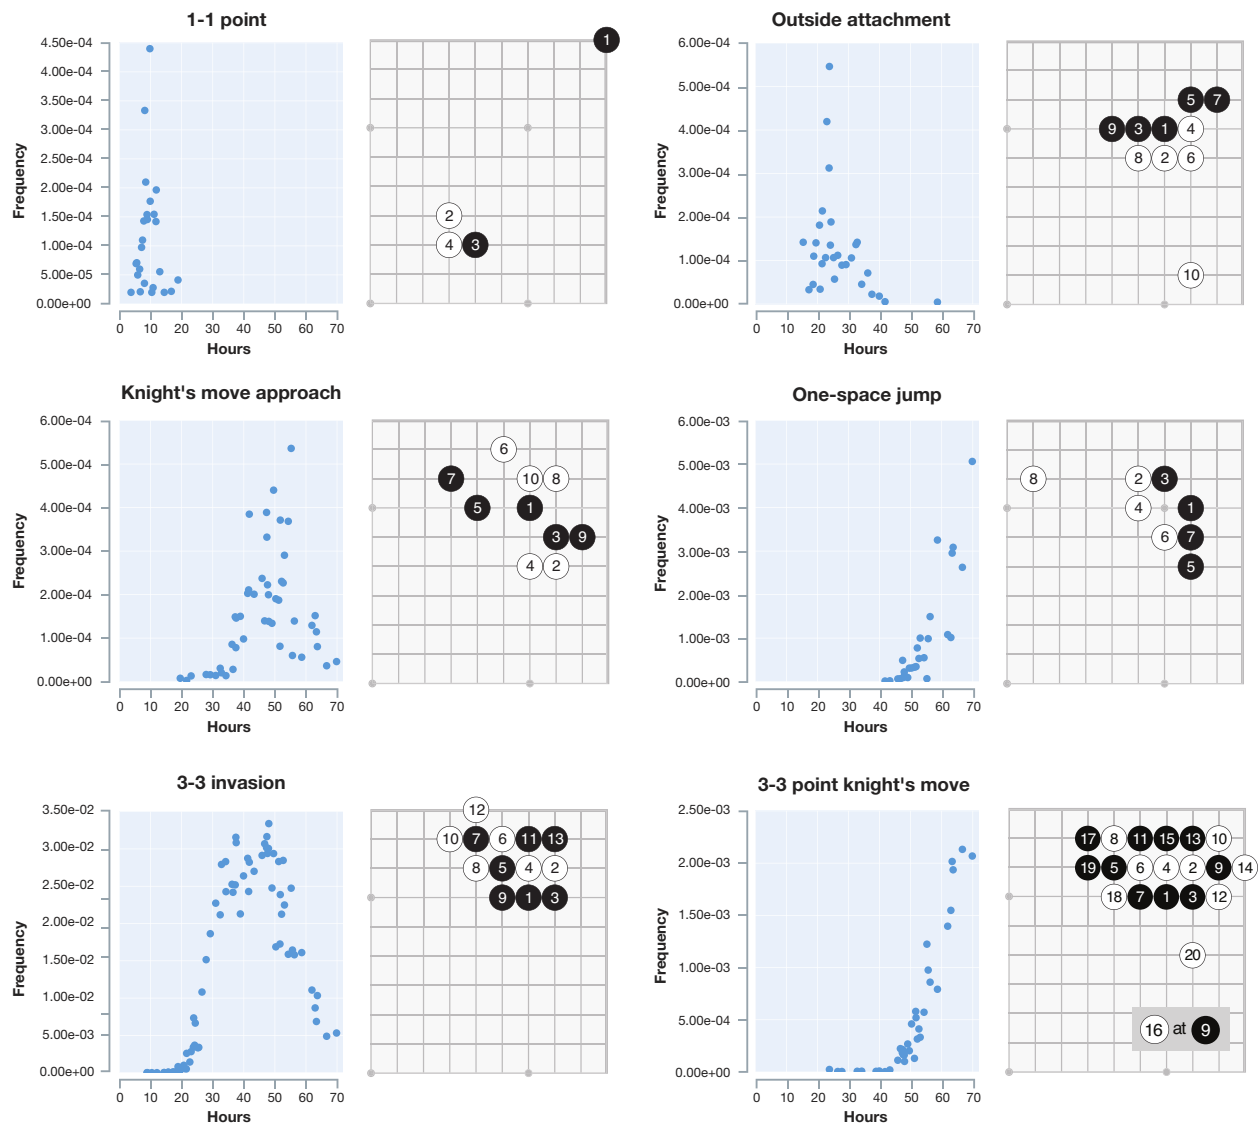 1-1 point
4.50e-04
4.00e-04
3.50e-04
3.00e-04
2.50e-04
2.00e-04
1.50e-04
1.00e-04
5.00e-05
0.00e+00
Frequency
0 10 20 30 40 50 60 70
Hours
1
2
4 3
Outside attachment
6.00e-04
5.00e-04
4.00e-04
3.00e-04
2.00e-04
1.00e-04
0.00e+00
Frequency
0 10 20 30 40 50 60 70
Hours
5 7
9 3 1 4
8 2 6
10
Knight's move approach
6.00e-04
5.00e-04
4.00e-04
3.00e-04
2.00e-04
1.00e-04
0.00e+00
Frequency
0 10 20 30 40 50 60 70
Hours
6
7 10 8
5 1
3 9
4 2
One-space jump
6.00e-03
5.00e-03
4.00e-03
3.00e-03
2.00e-03
1.00e-03
0.00e+00
Frequency
0 10 20 30 40 50 60 70
Hours
8 2 3
4 1
6 7
5
3-3 invasion
3.50e-02
3.00e-02
2.50e-02
2.00e-02
1.50e-02
1.00e-02
5.00e-03
0.00e+00
Frequency
0 10 20 30 40 50 60 70
Hours
12
10 7 6 11 13
8 5 4 2
9 1 3
3-3 point knight's move
2.50e-03
2.00e-03
1.50e-03
1.00e-03
5.00e-04
0.00e+00
Frequency
0 10 20 30 40 50 60 70
Hours
17 8 11 15 13 10
19 5 6 4 2 9 14
18 7 1 3 12
20
16 at 9